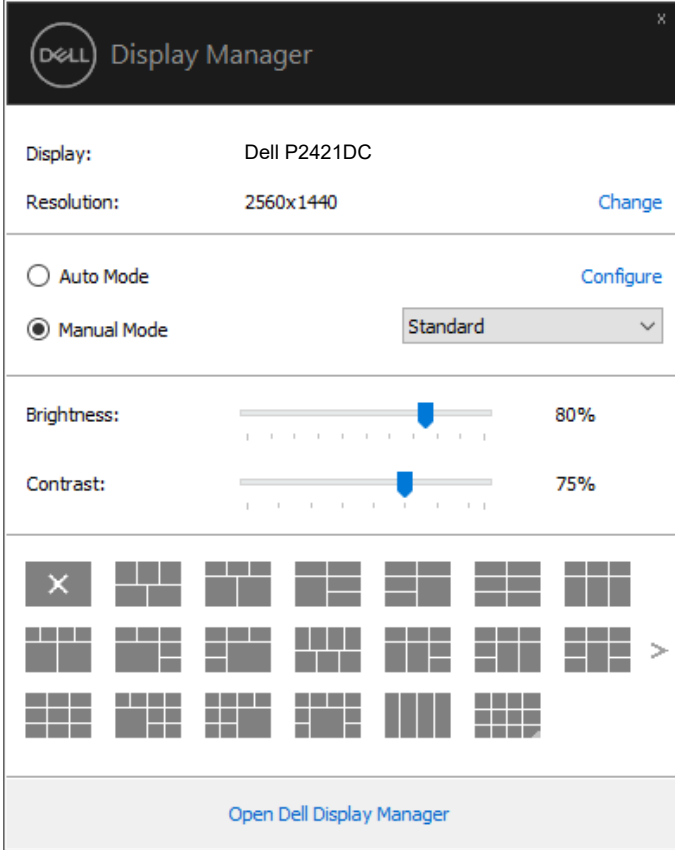 x
DELL Display Manager
Display: Dell P2421DC
Resolution: 2560x1440 Change
Auto Mode Configure
Manual Mode Standard
Brightness: 80%
Contrast: 75%
Open Dell Display Manager